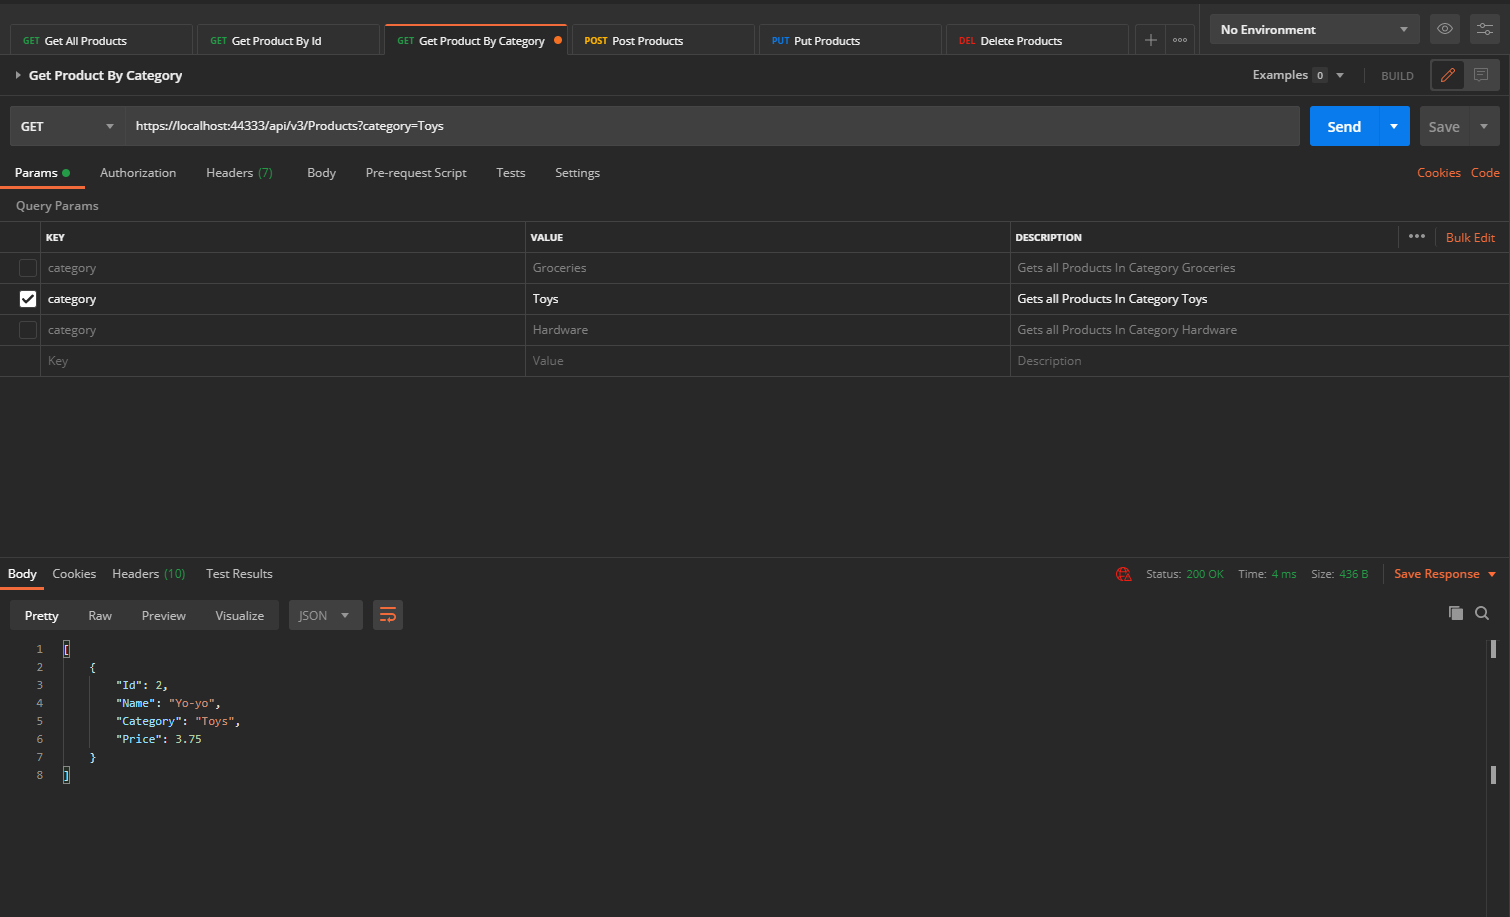 GET Get All Products GET Get Product By Id GET Get Product By Category POST Post Products PUT Put Products DEL Delete Products No Environment
Get Product By Category Examples 0 BUILD
GET https://localhost:44333/api/v3/Products?category=Toys Send Save
Params Authorization Headers (7) Body Pre-request Script Tests Settings Cookies Code
Query Params
KEY VALUE DESCRIPTION Bulk Edit
category Groceries Gets all Products In Category Groceries
category Toys Gets all Products In Category Toys
category Hardware Gets all Products In Category Hardware
Key Value Description
Body Cookies Headers (10) Test Results Status: 200 OK Time: 4 ms Size: 436 B Save Response
Pretty Raw Preview Visualize JSON
1 [
2 {
3 "Id": 2,
4 "Name": "Yo-yo",
5 "Category": "Toys",
6 "Price": 3.75
7 }
8 ]